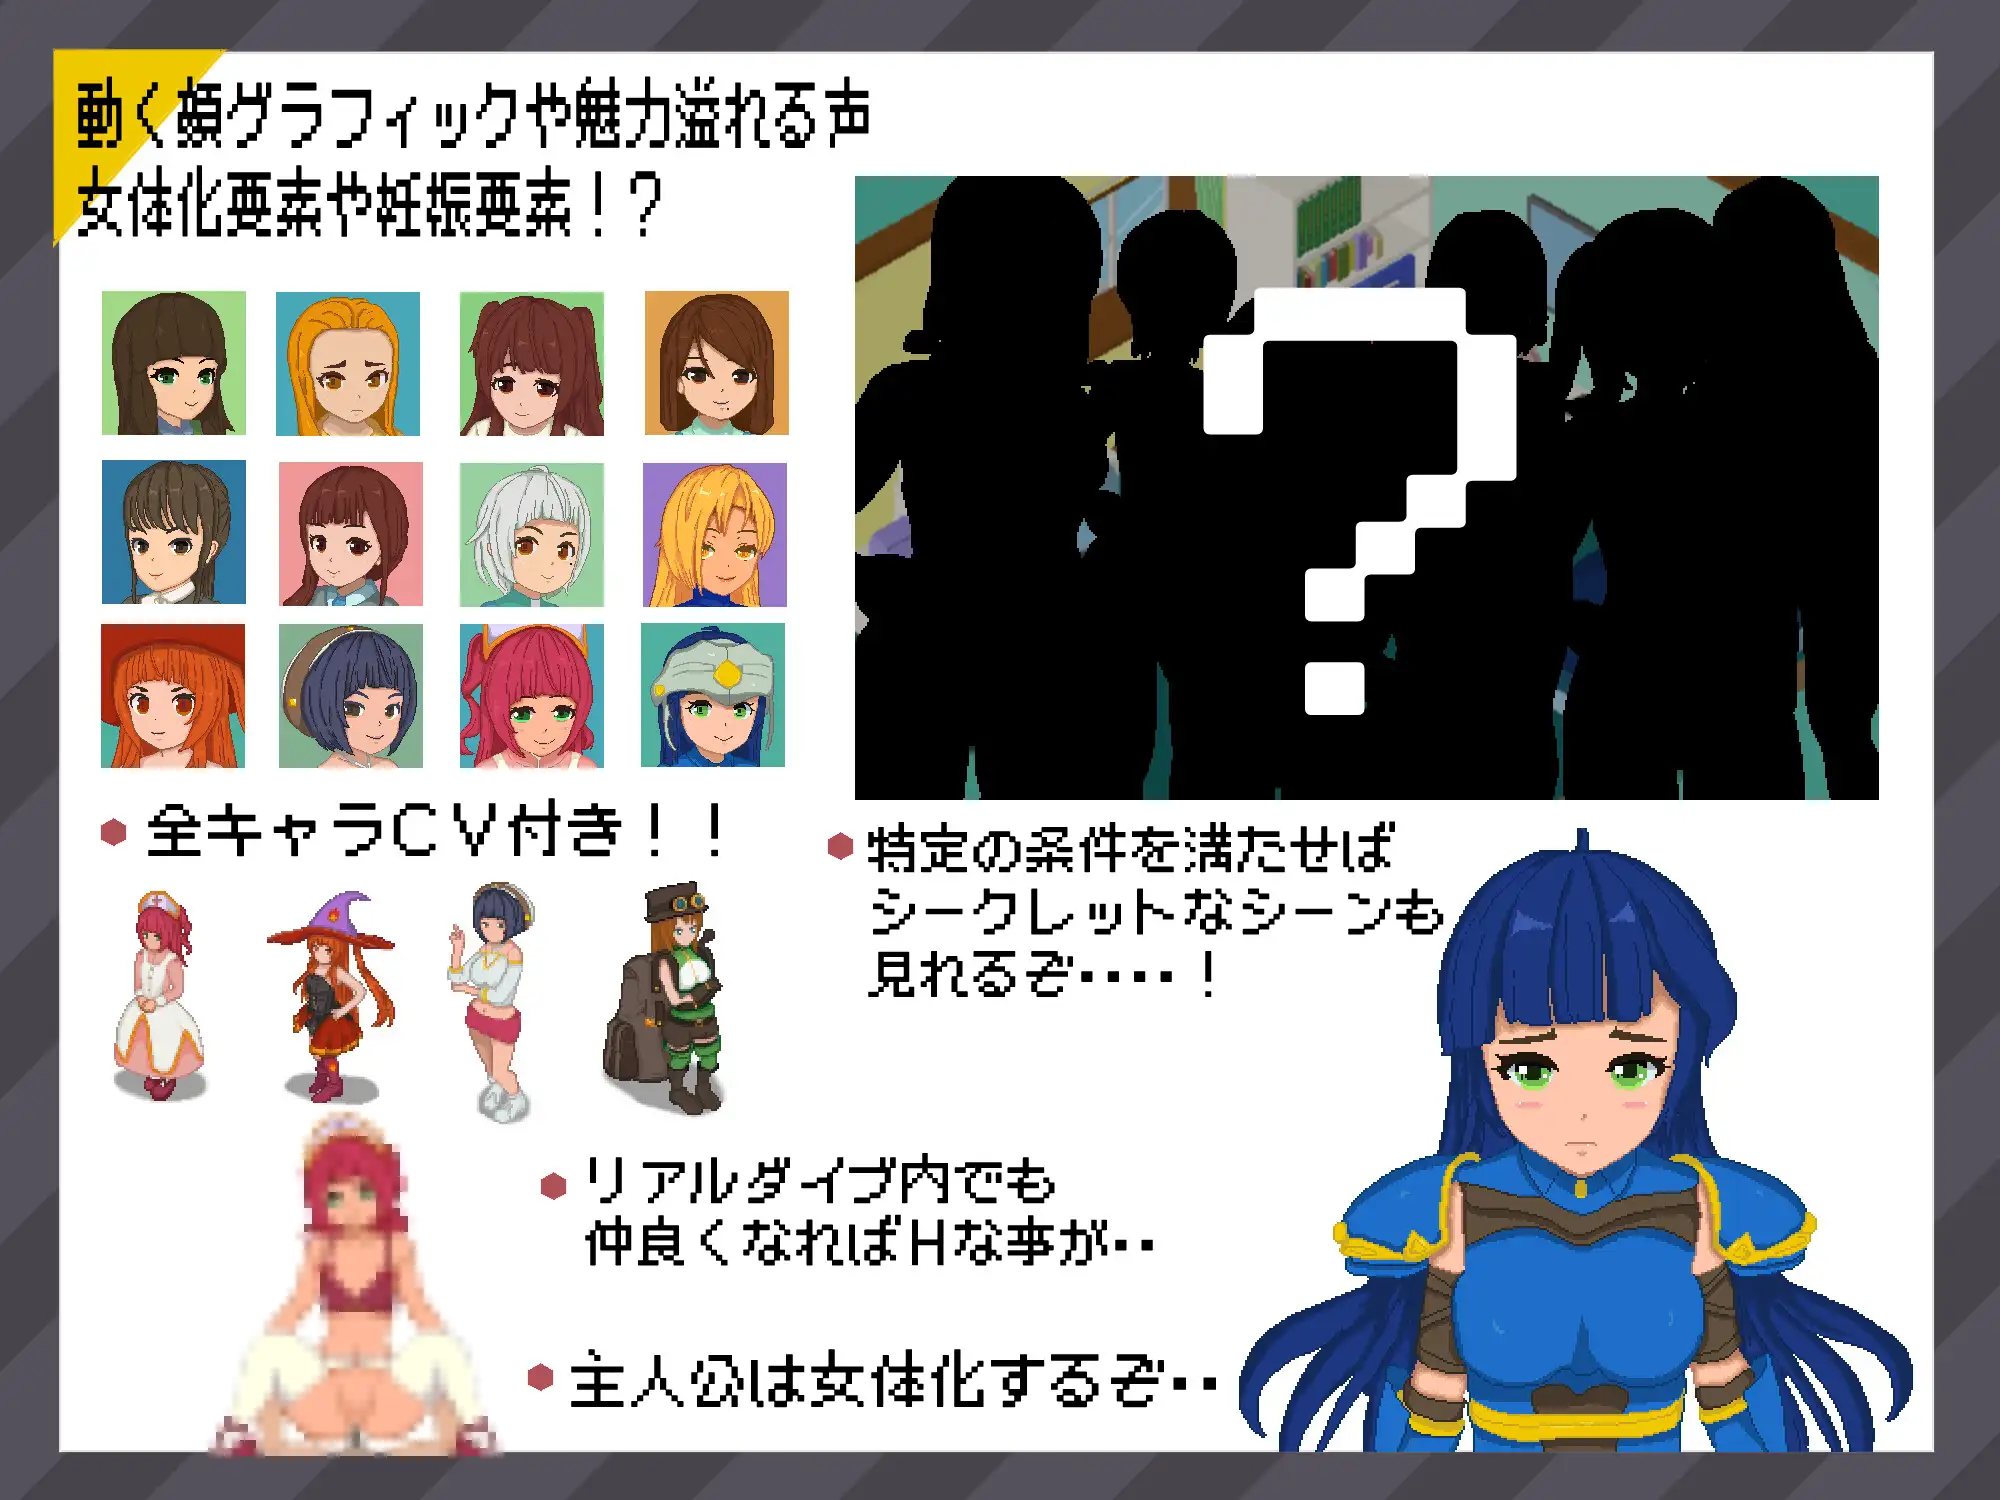 動く顔グラフィックや魅力溢れる声
女体化要素や妊娠要素！？
全キャラＣＶ付き！！
特定の条件を満たせば
シークレットなシーンも
見れるぞ････！
リアルダイブ内でも
仲良くなればＨな事が･･
主人公は女体化するぞ･･